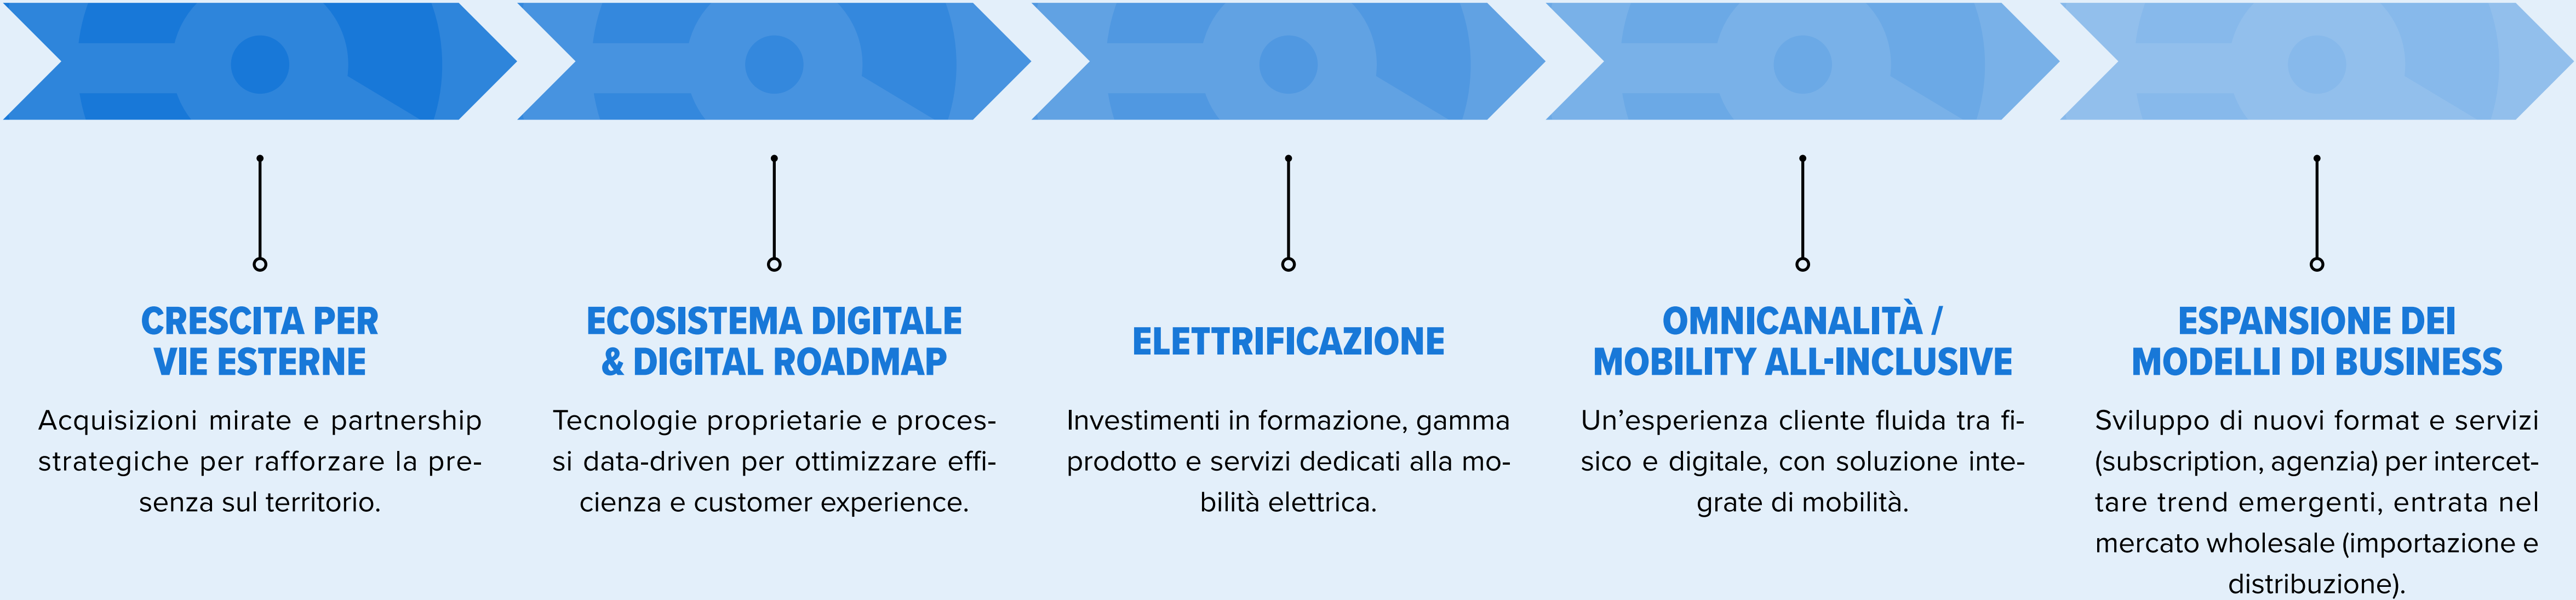 CRESCITA PER
VIE ESTERNE
Acquisizioni mirate e partnership
strategiche per rafforzare la pre-
senza sul territorio.
ECOSISTEMA DIGITALE
& DIGITAL ROADMAP
Tecnologie proprietarie e proces-
si data-driven per ottimizzare effi-
cienza e customer experience.
ELETTRIFICAZIONE
Investimenti in formazione, gamma
prodotto e servizi dedicati alla mo-
bilità elettrica.
OMNICANALITÀ /
MOBILITY ALL-INCLUSIVE
Un’esperienza cliente fluida tra fi-
sico e digitale, con soluzione inte-
grate di mobilità.
ESPANSIONE DEI
MODELLI DI BUSINESS
Sviluppo di nuovi format e servizi
(subscription, agenzia) per intercet-
tare trend emergenti, entrata nel
mercato wholesale (importazione e
distribuzione).